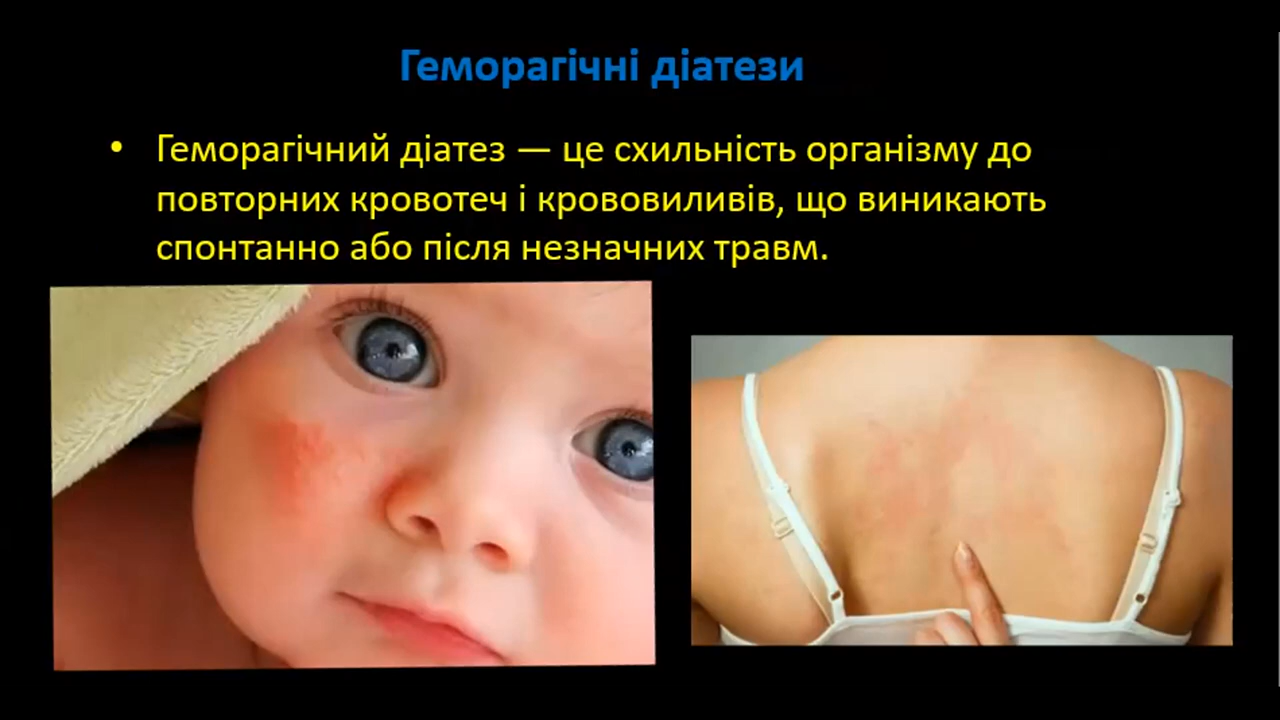 Геморагічні діатези
• Геморагічний діатез — це схильність організму до
повторних кровотеч і крововиливів, що виникають
спонтанно або після незначних травм.